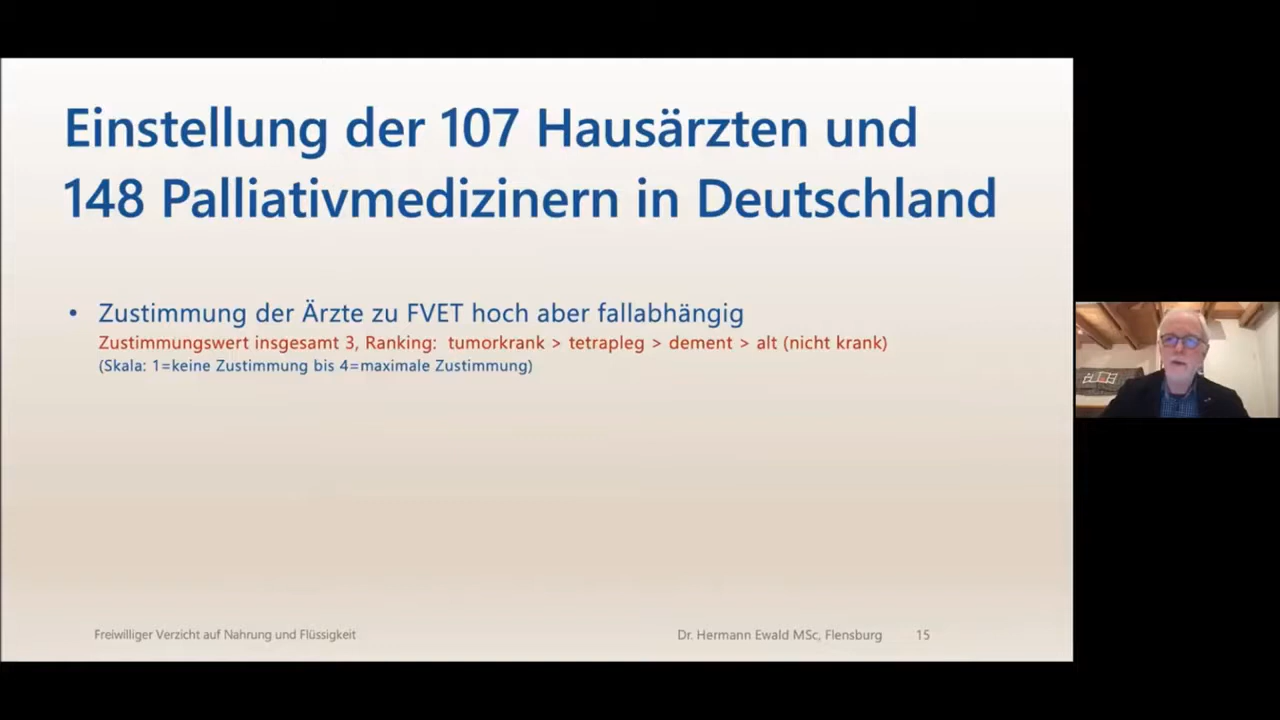 Einstellung der 107 Hausärzten und
148 Palliativmedizinern in Deutschland
• Zustimmung der Ärzte zu FVET hoch aber fallabhängig
Zustimmungswert insgesamt 3, Ranking: tumorkrank > tetrapleg > dement > alt (nicht krank)
(Skala: 1=keine Zustimmung bis 4=maximale Zustimmung)
Freiwilliger Verzicht auf Nahrung und Flüssigkeit
Dr. Hermann Ewald MSc, Flensburg 15